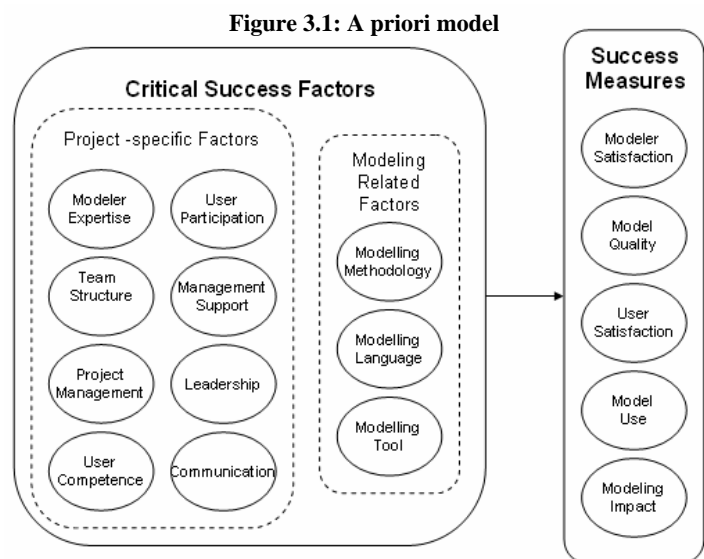 Figure 3.1: A priori model
Critical Success Factors
Project -specific Factors
Modeler
Expertise
User
Participation
Team
Structure
Management
Support
Project
Management
Leadership
User
Competence
Communication
Modeling
Related
Factors
Modelling
Methodology
Modelling
Language
Modelling
Tool
Success
Measures
Modeler
Satisfaction
Model
Quality
User
Satisfaction
Model
Use
Modeling
Impact